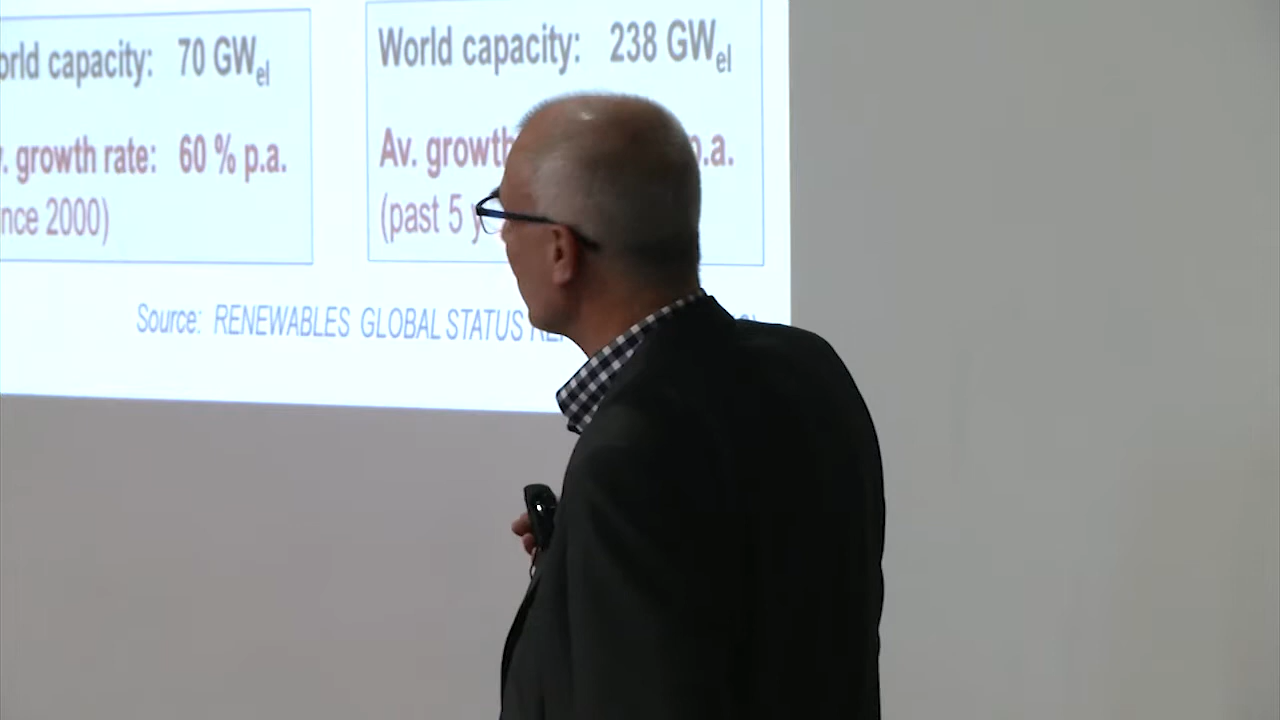 orld capacity: 70 GWel
. growth rate: 60 % p.a.
nce 2000)
World capacity: 238 GWel
Av. growth p.a.
(past 5
Source: RENEWABLES GLOBAL STATUS